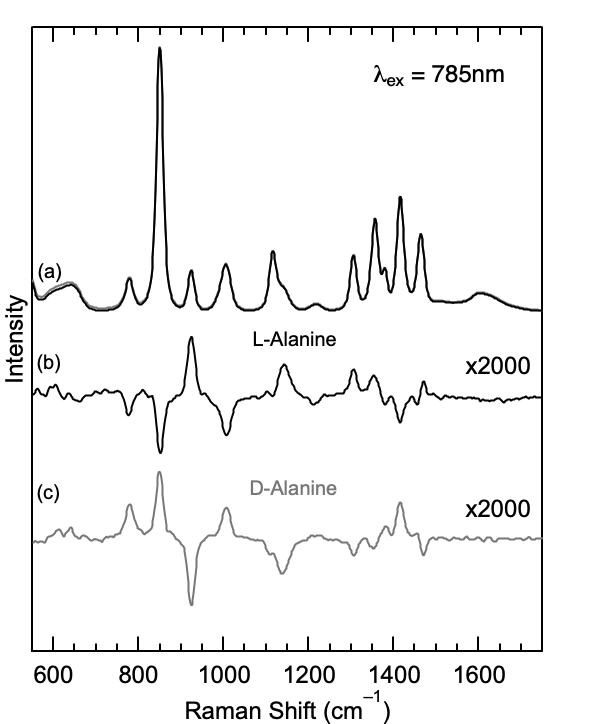 λex = 785nm
(a)
L-Alanine
(b)
x2000
(c)
D-Alanine
x2000
Intensity
600 800 1000 1200 1400 1600
Raman Shift (cm⁻¹)